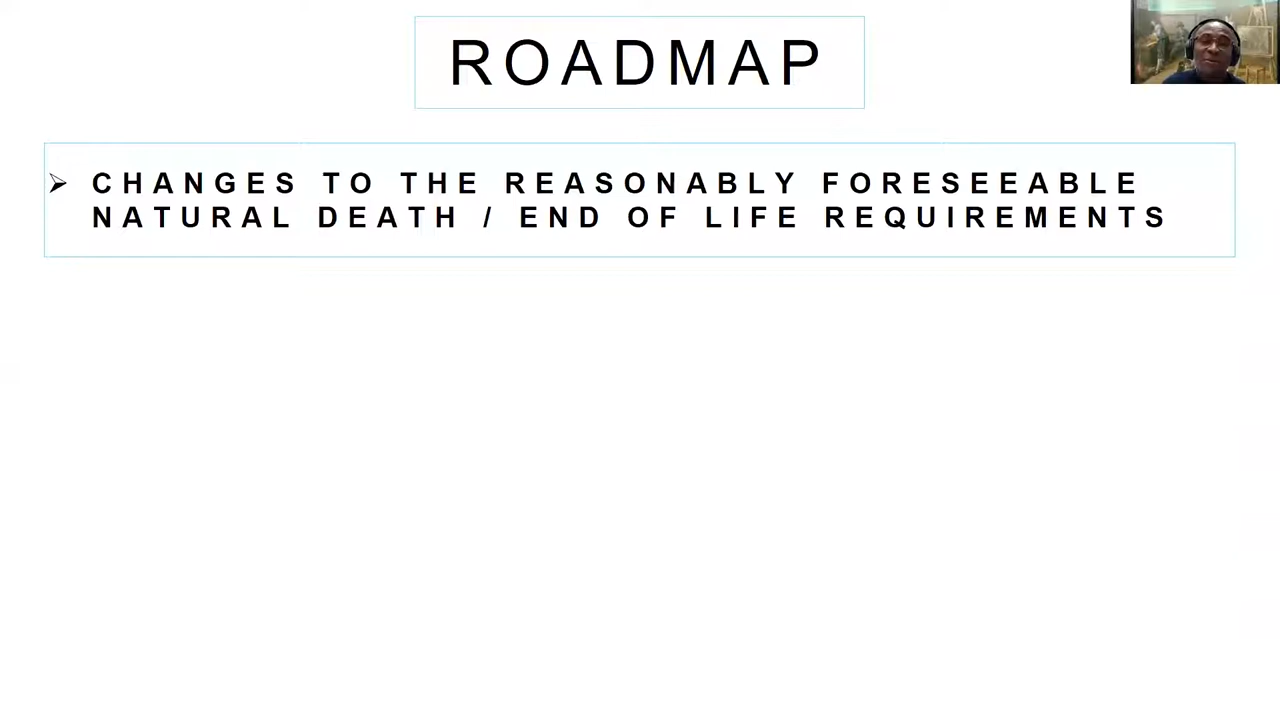 ROADMAP
➢ CHANGES TO THE REASONABLY FORESEEABLE
NATURAL DEATH / END OF LIFE REQUIREMENTS